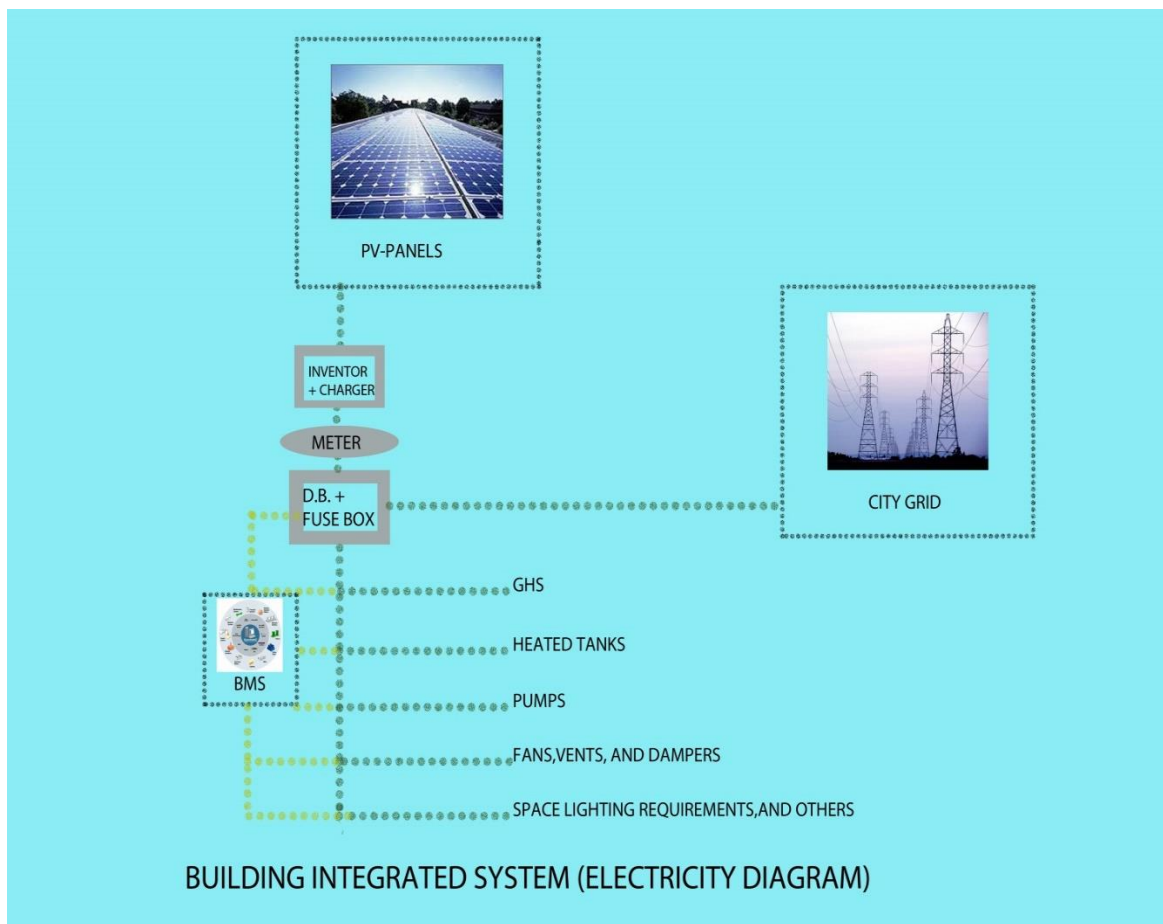 PV-PANELS
INVENTOR
+ CHARGER
METER
D.B. +
FUSE BOX
CITY GRID
GHS
HEATED TANKS
BMS
PUMPS
FANS,VENTS, AND DAMPERS
SPACE LIGHTING REQUIREMENTS,AND OTHERS
BUILDING INTEGRATED SYSTEM (ELECTRICITY DIAGRAM)